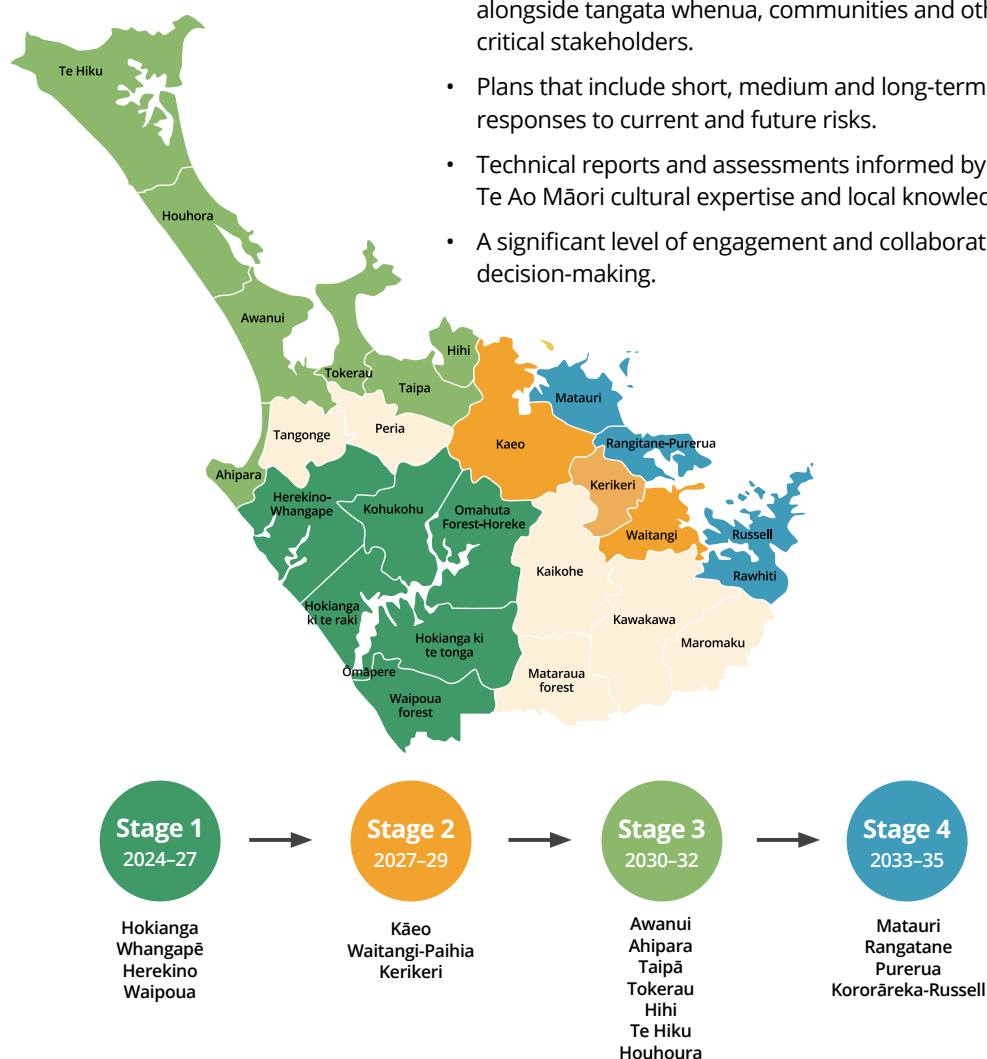 alongside tangata whenua, communities and
critical stakeholders.
• Plans that include short, medium and long-term
responses to current and future risks.
• Technical reports and assessments informed by
Te Ao Māori cultural expertise and local
• A significant level of engagement and
decision-making.
Te Hiku
Houhora
Awanui
Hihi
Tokerau
Taipa
Matauri
Tangonge
Peria
Kaeo
Rangitane-Purerua
Ahipara
Kerikeri
Herekino-
Whangape
Kohukohu
Omahuta
Forest-Horeke
Waitangi
Russell
Kaikohe
Rawhiti
Hokianga
ki te raki
Kawakawa
Hokianga ki
te tonga
Maromaku
Ōmāpere
Mataraua
forest
Waipoua
forest
Stage 1
2024–27
Stage 2
2027–29
Stage 3
2030–32
Stage 4
2033–35
Hokianga
Whangapē
Herekino
Waipoua
Kāeo
Waitangi-Paihia
Kerikeri
Awanui
Ahipara
Taipā
Tokerau
Hihi
Te Hiku
Houhoura
Matauri
Rangatane
Purerua
Kororāreka-Russell